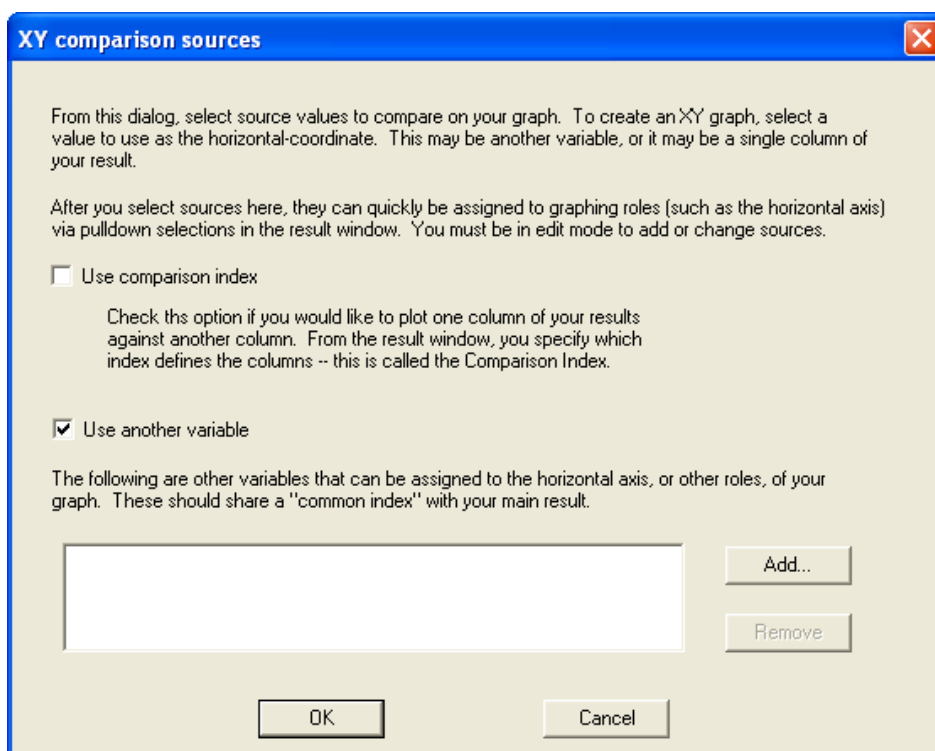 XY comparison sources
From this dialog, select source values to compare on your graph.  To create an XY graph, select a
value to use as the horizontal-coordinate.  This may be another variable, or it may be a single column of
your result.
After you select sources here, they can quickly be assigned to graphing roles (such as the horizontal axis)
via pulldown selections in the result window.  You must be in edit mode to add or change sources.
Use comparison index
Check ths option if you would like to plot one column of your results
against another column.  From the result window, you specify which
index defines the columns -- this is called the Comparison Index.
Use another variable
The following are other variables that can be assigned to the horizontal axis, or other roles, of your
graph.  These should share a "common index" with your main result.
Add...
Remove
OK
Cancel